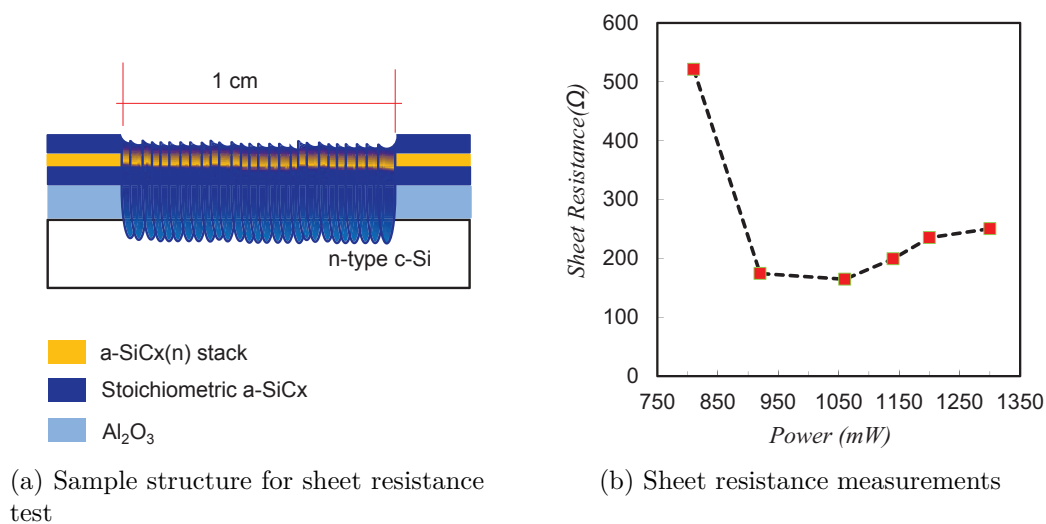 1 cm
n-type c-Si
a-SiCx(n) stack
Stoichiometric a-SiCx
Al₂O₃
(a) Sample structure for sheet resistance
test
600
500
400
300
200
100
0
Sheet Resistance(Ω)
750 850 950 1050 1150 1250 1350
Power (mW)
(b) Sheet resistance measurements